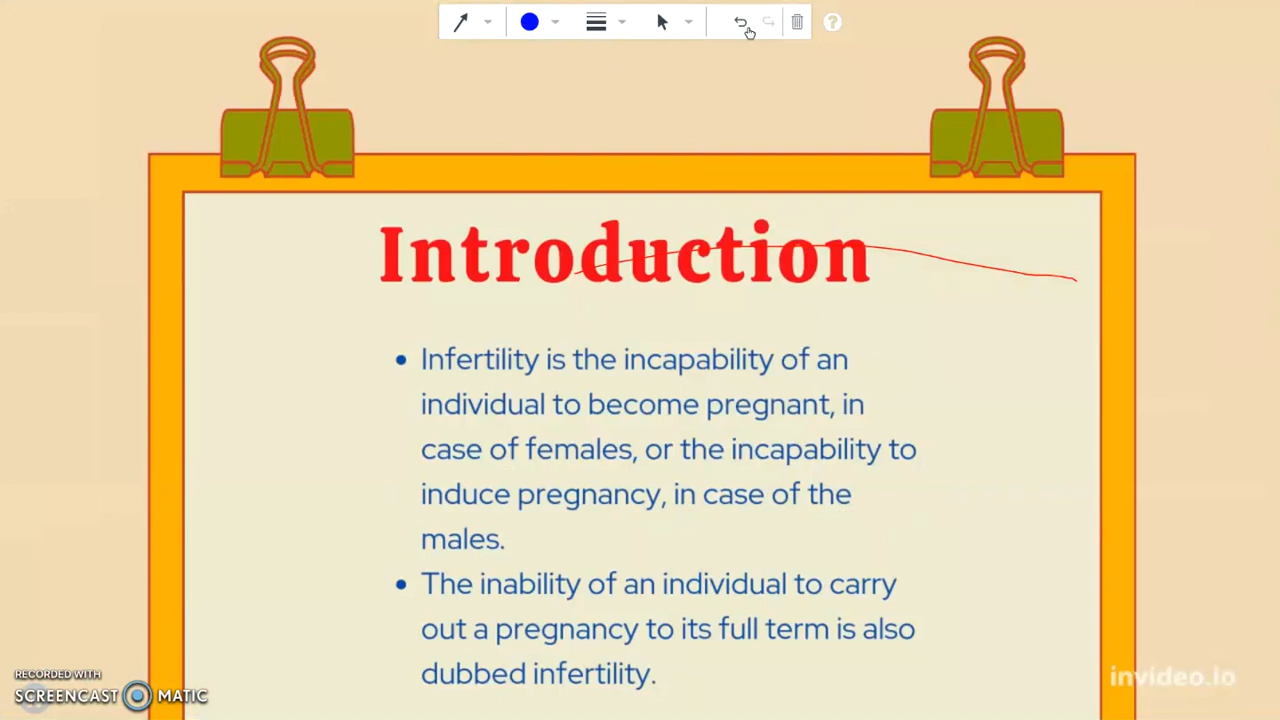 Introduction
Infertility is the incapability of an
individual to become pregnant, in
case of females, or the incapability to
induce pregnancy, in case of the
males.
The inability of an individual to carry
out a pregnancy to its full term is also
dubbed infertility.
RECORDED WITH
SCREENCAST MATIC
invideo.io